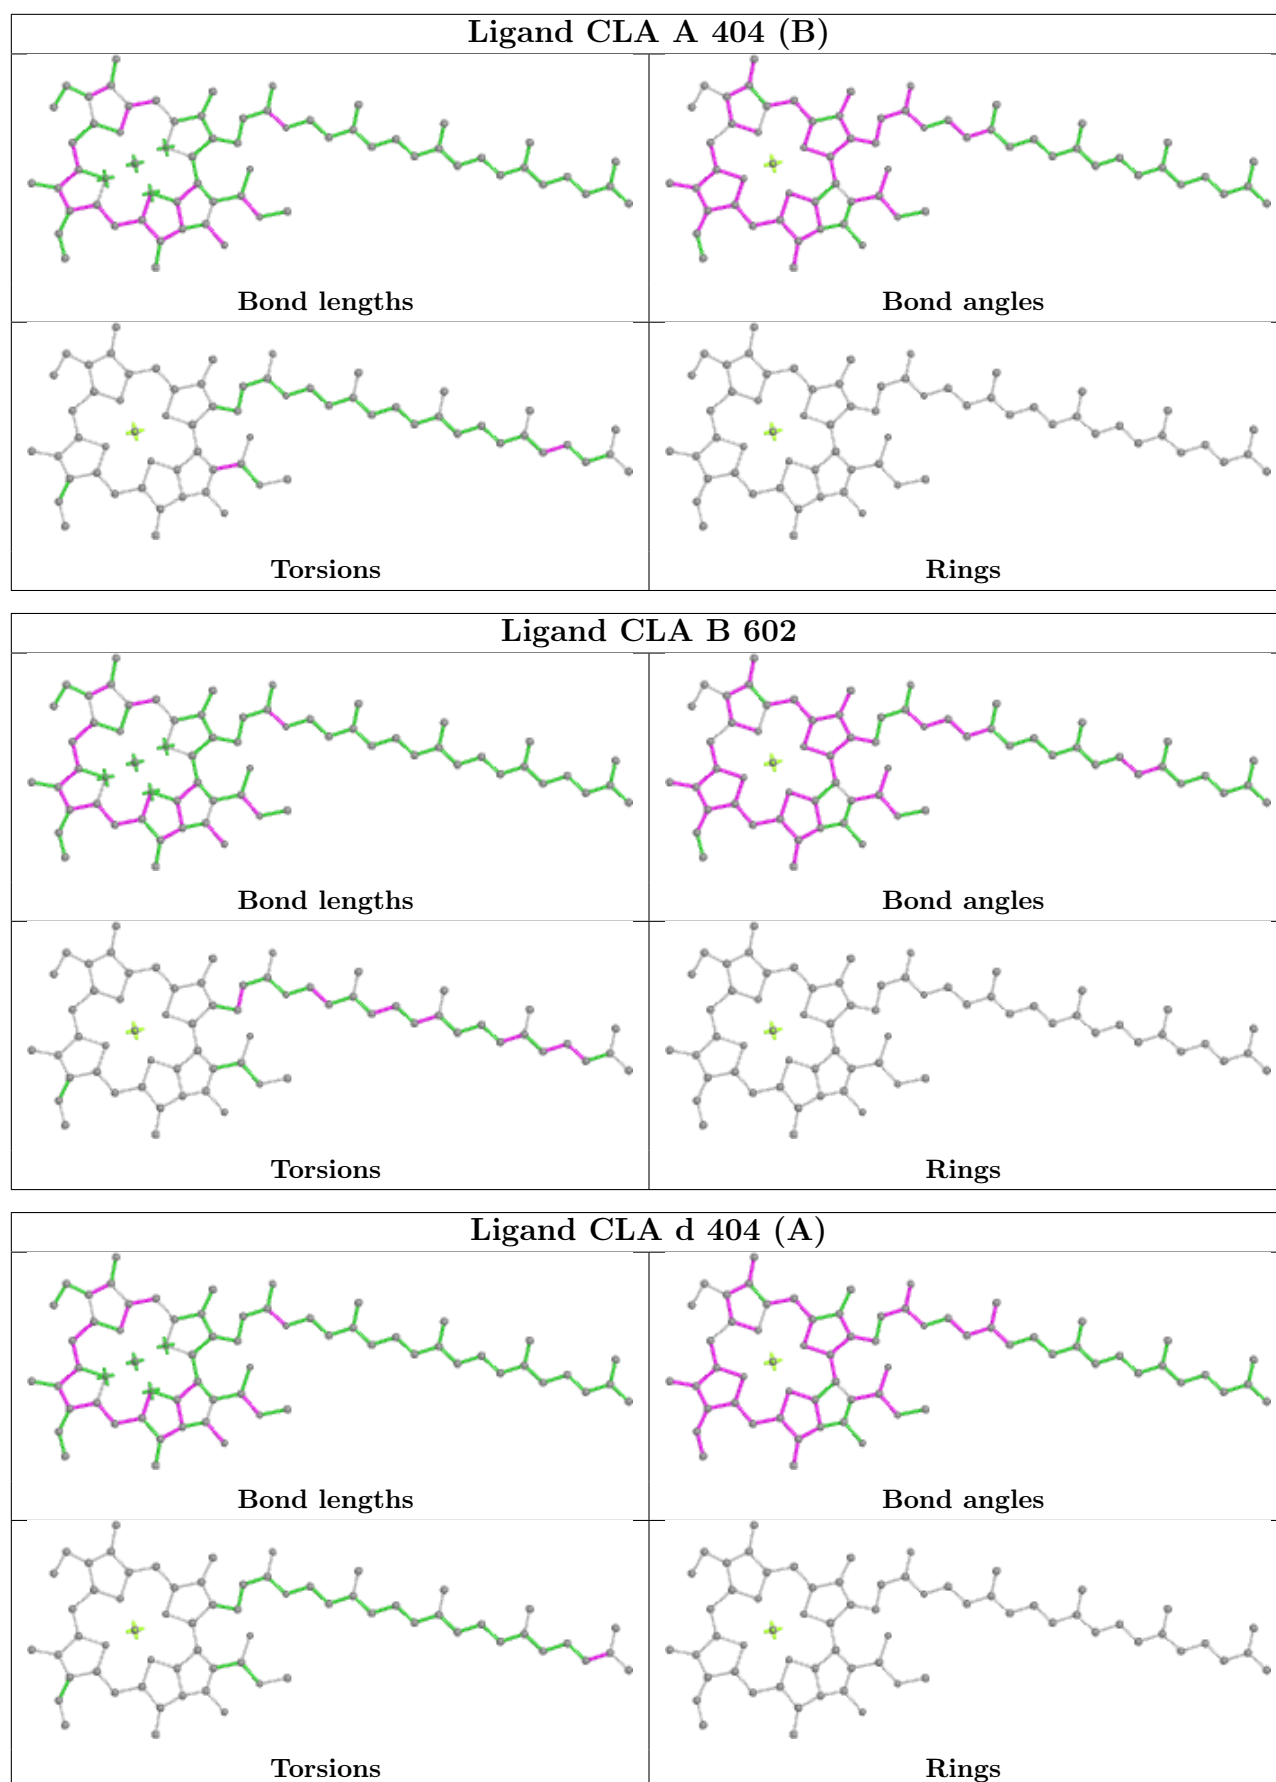 Ligand CLA A 404 (B)
Bond lengths
Bond angles
Torsions
Rings
Ligand CLA B 602
Bond lengths
Bond angles
Torsions
Rings
Ligand CLA d 404 (A)
Bond lengths
Bond angles
Torsions
Rings